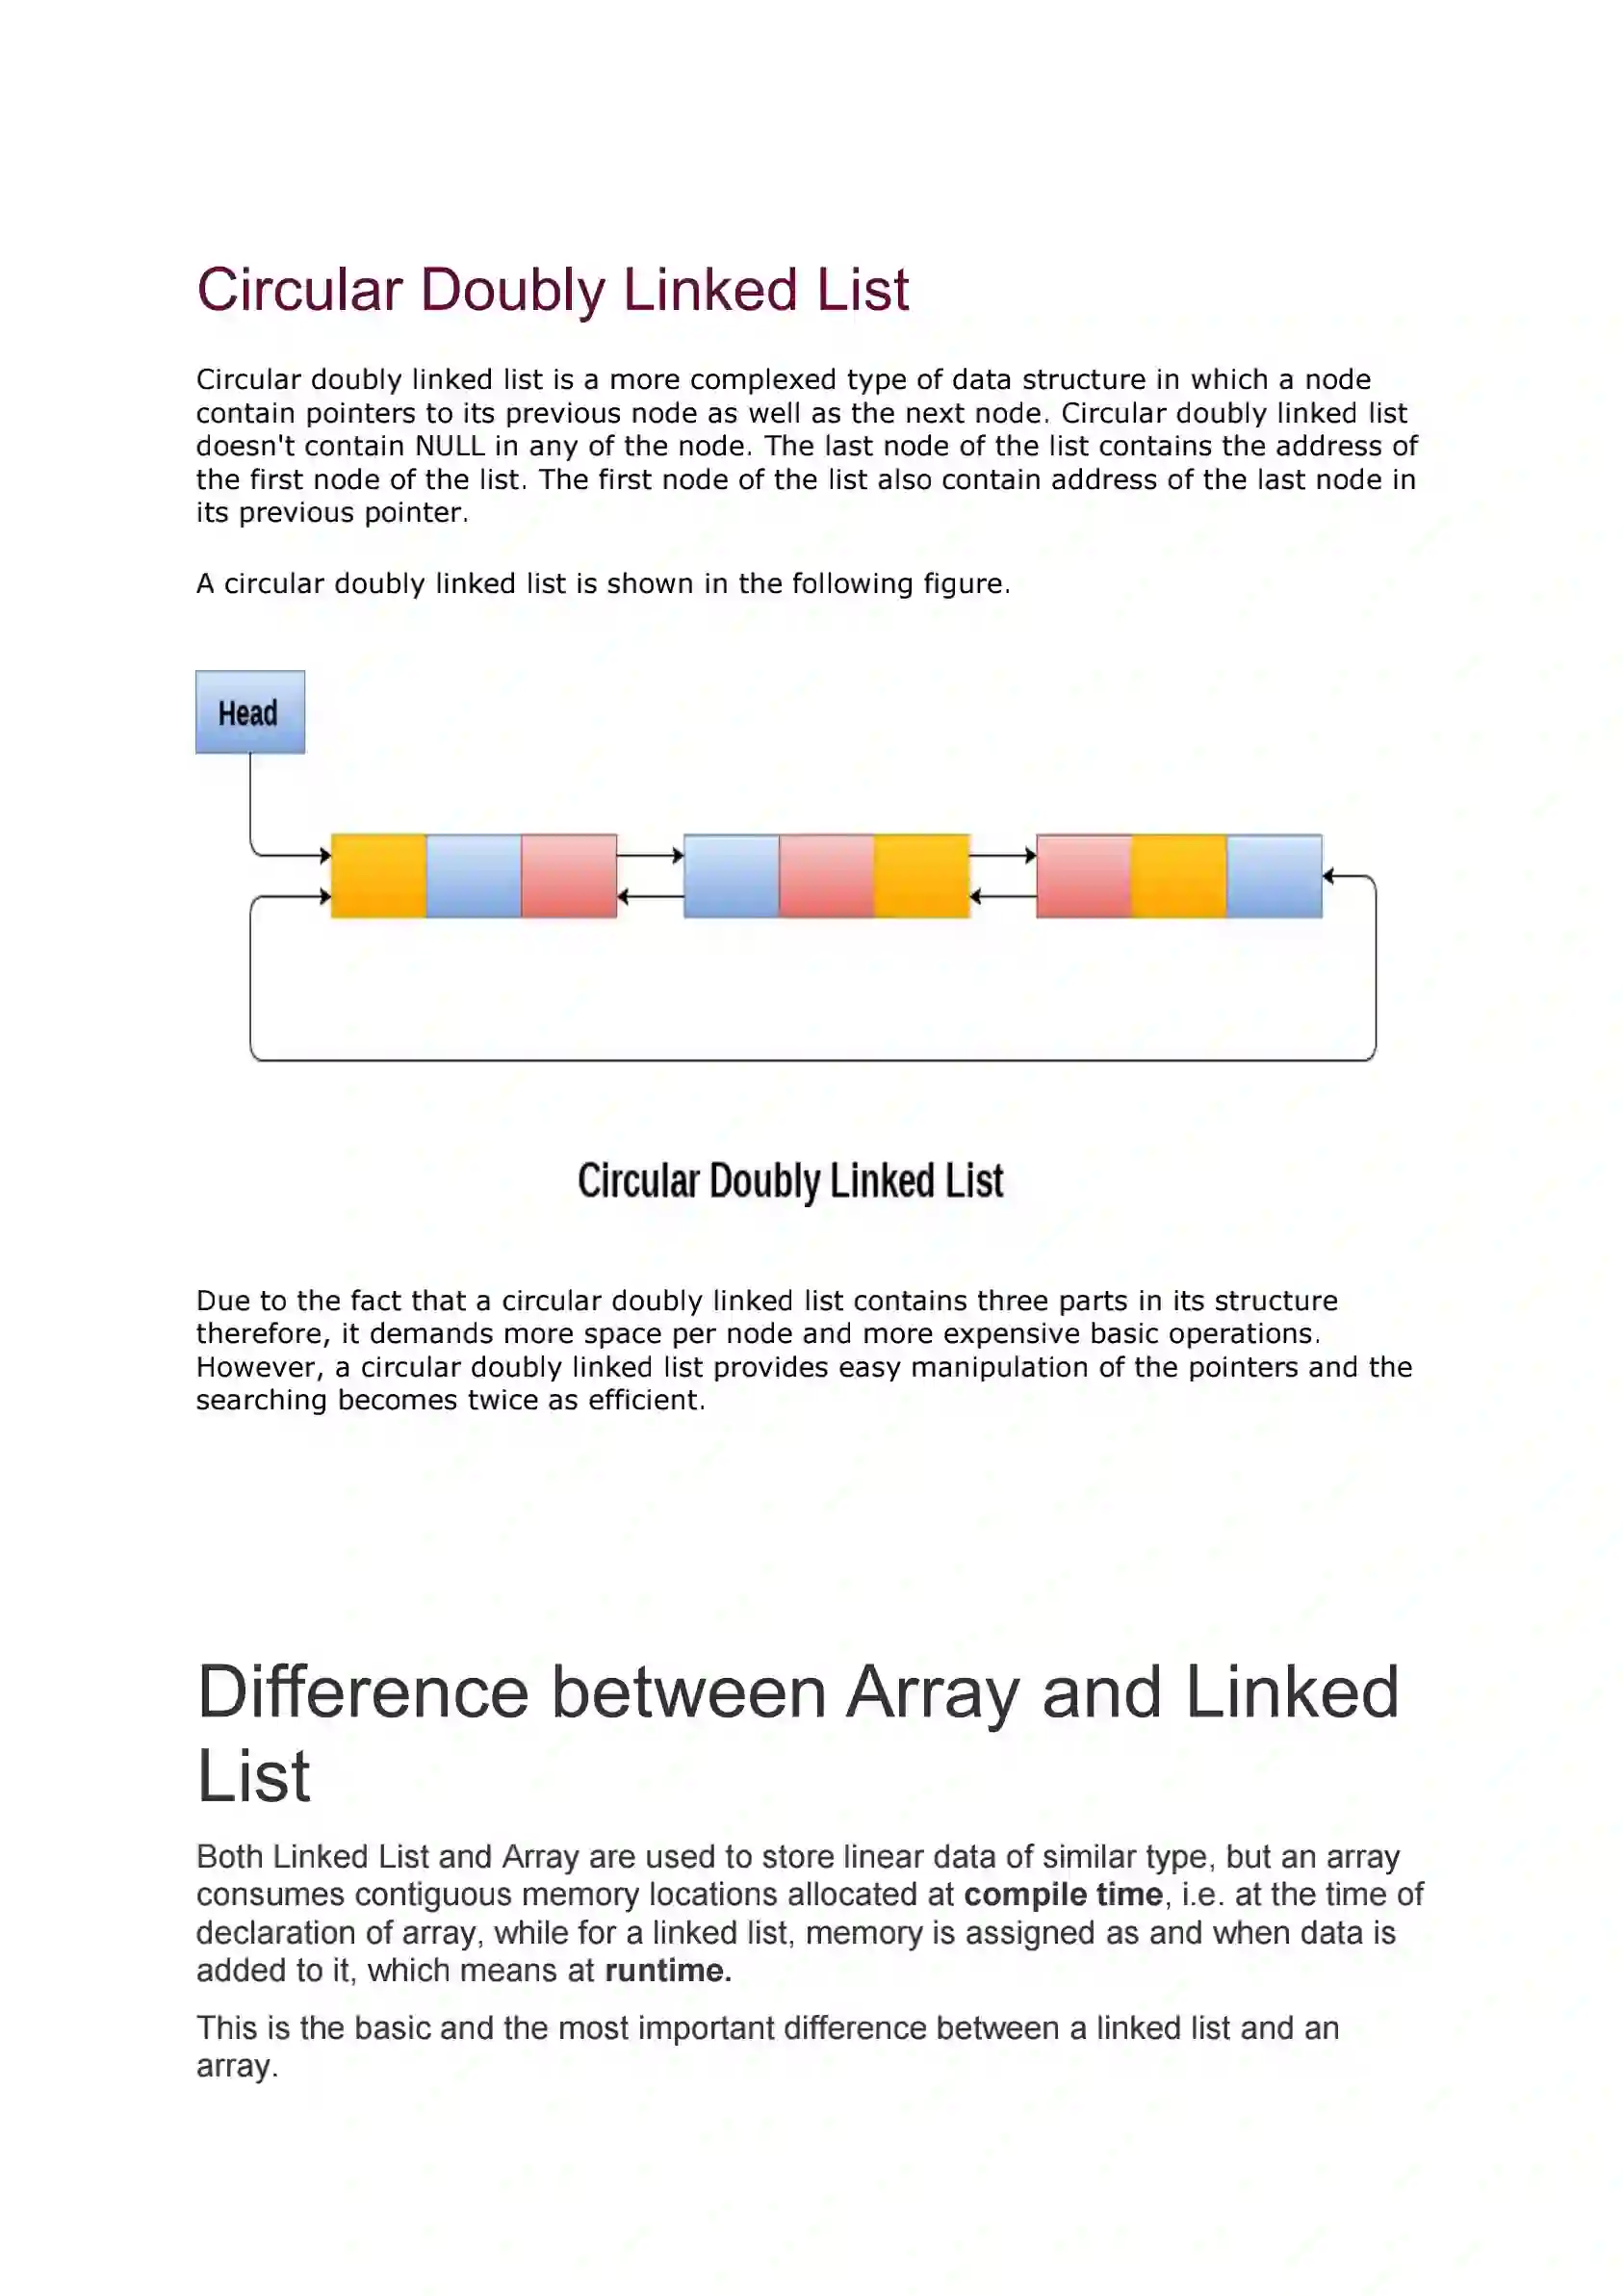 Circular Doubly Linked List
Circular doubly linked list is a more complexed type of data structure in which a node
contain pointers to its previous node as well as the next node. Circular doubly linked list
doesn't contain NULL in any of the node. The last node of the list contains the address of
the first node of the list. The first node of the list also contain address of the last node in
its previous pointer.
A circular doubly linked list is shown in the following figure.
Head
Circular Doubly Linked List
Due to the fact that a circular doubly linked list contains three parts in its structure
therefore, it demands more space per node and more expensive basic operations.
However, a circular doubly linked list provides easy manipulation of the pointers and the
searching becomes twice as efficient.
Difference between Array and Linked
List
Both Linked List and Array are used to store linear data of similar type, but an array
consumes contiguous memory locations allocated at compile time, i.e. at the time of
declaration of array, while for a linked list, memory is assigned as and when data is
added to it, which means at runtime.
This is the basic and the most important difference between a linked list and an
array.